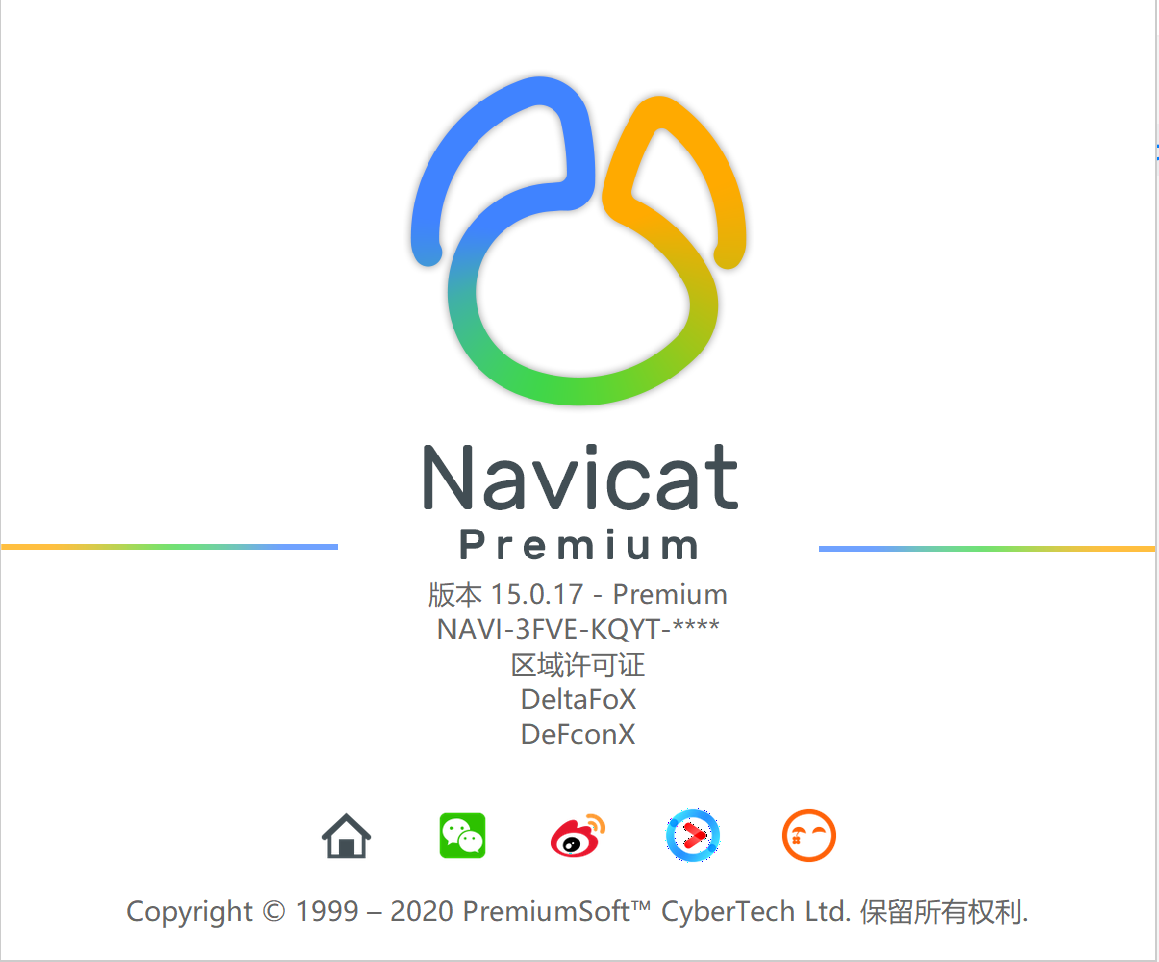 Navicat
Premium
版本 15.0.17 - Premium
NAVI-3FVE-KQYT-****
区域许可证
DeltaFoX
DeFconX
Copyright © 1999 – 2020 PremiumSoft™ CyberTech Ltd. 保留所有权利.